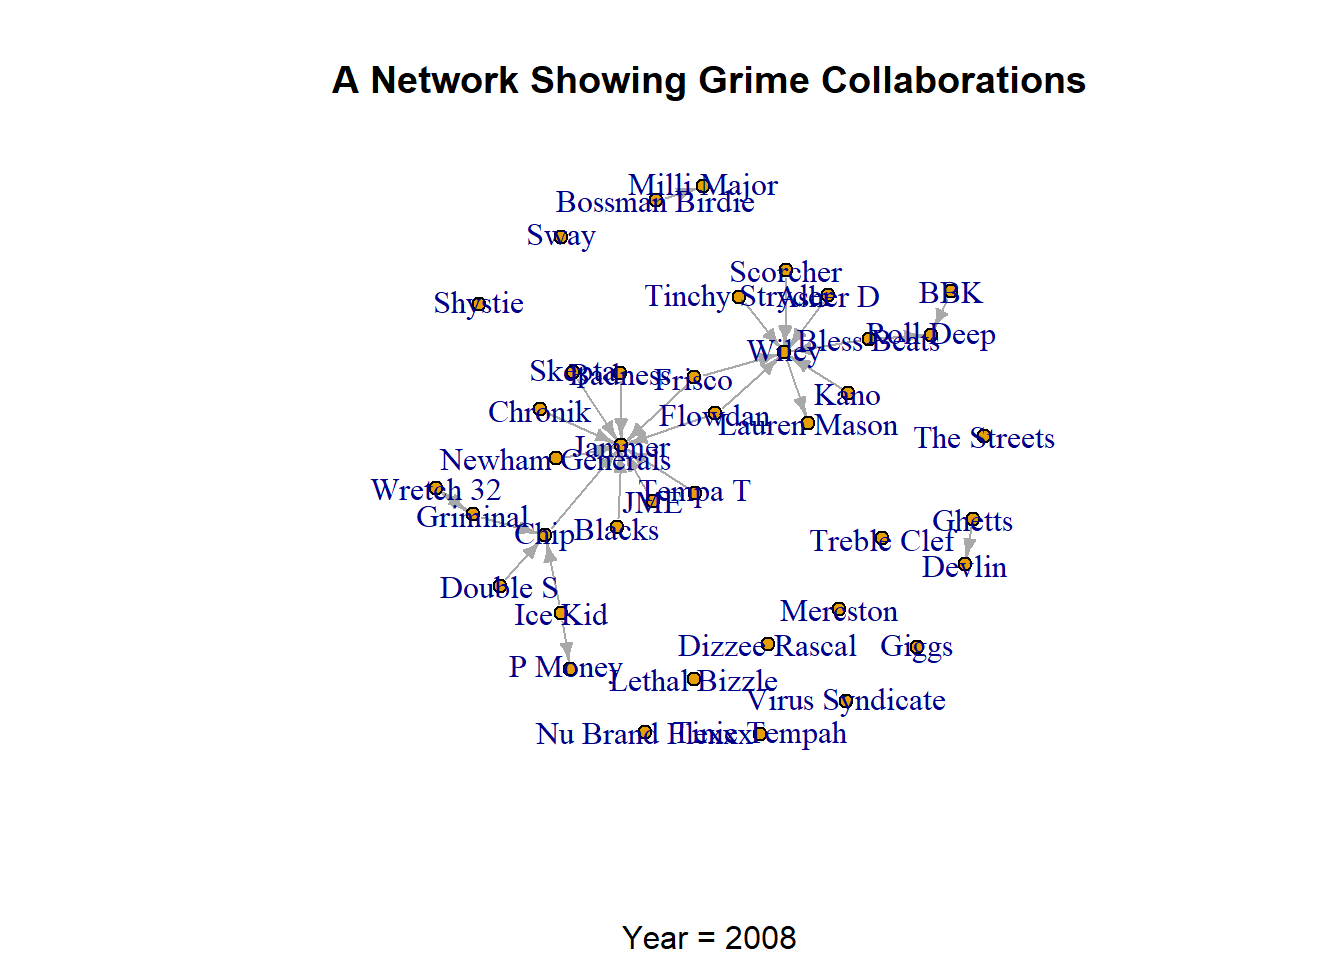 A Network Showing Grime Collaborations
Milli Major
Bossman Birdie
Sway
Scorcher
Shystie
Tinchy Stryder
Asher D
BBK
Roll Deep
Bless Beats
Wiley
Skepta
Badness
Frisco
Kano
Chronik
Flowdan
Lauren Mason
The Streets
Jammer
Newham Generals
Wretch 32
Tempa T
JME
Griminal
Chip
Blacks
Ghetts
Treble Clef
Devlin
Double S
Ice Kid
Mereston
Dizzee Rascal
Giggs
P Money
Lethal Bizzle
Virus Syndicate
Nu Brand Flexxx
Tinie Tempah
Year = 2008